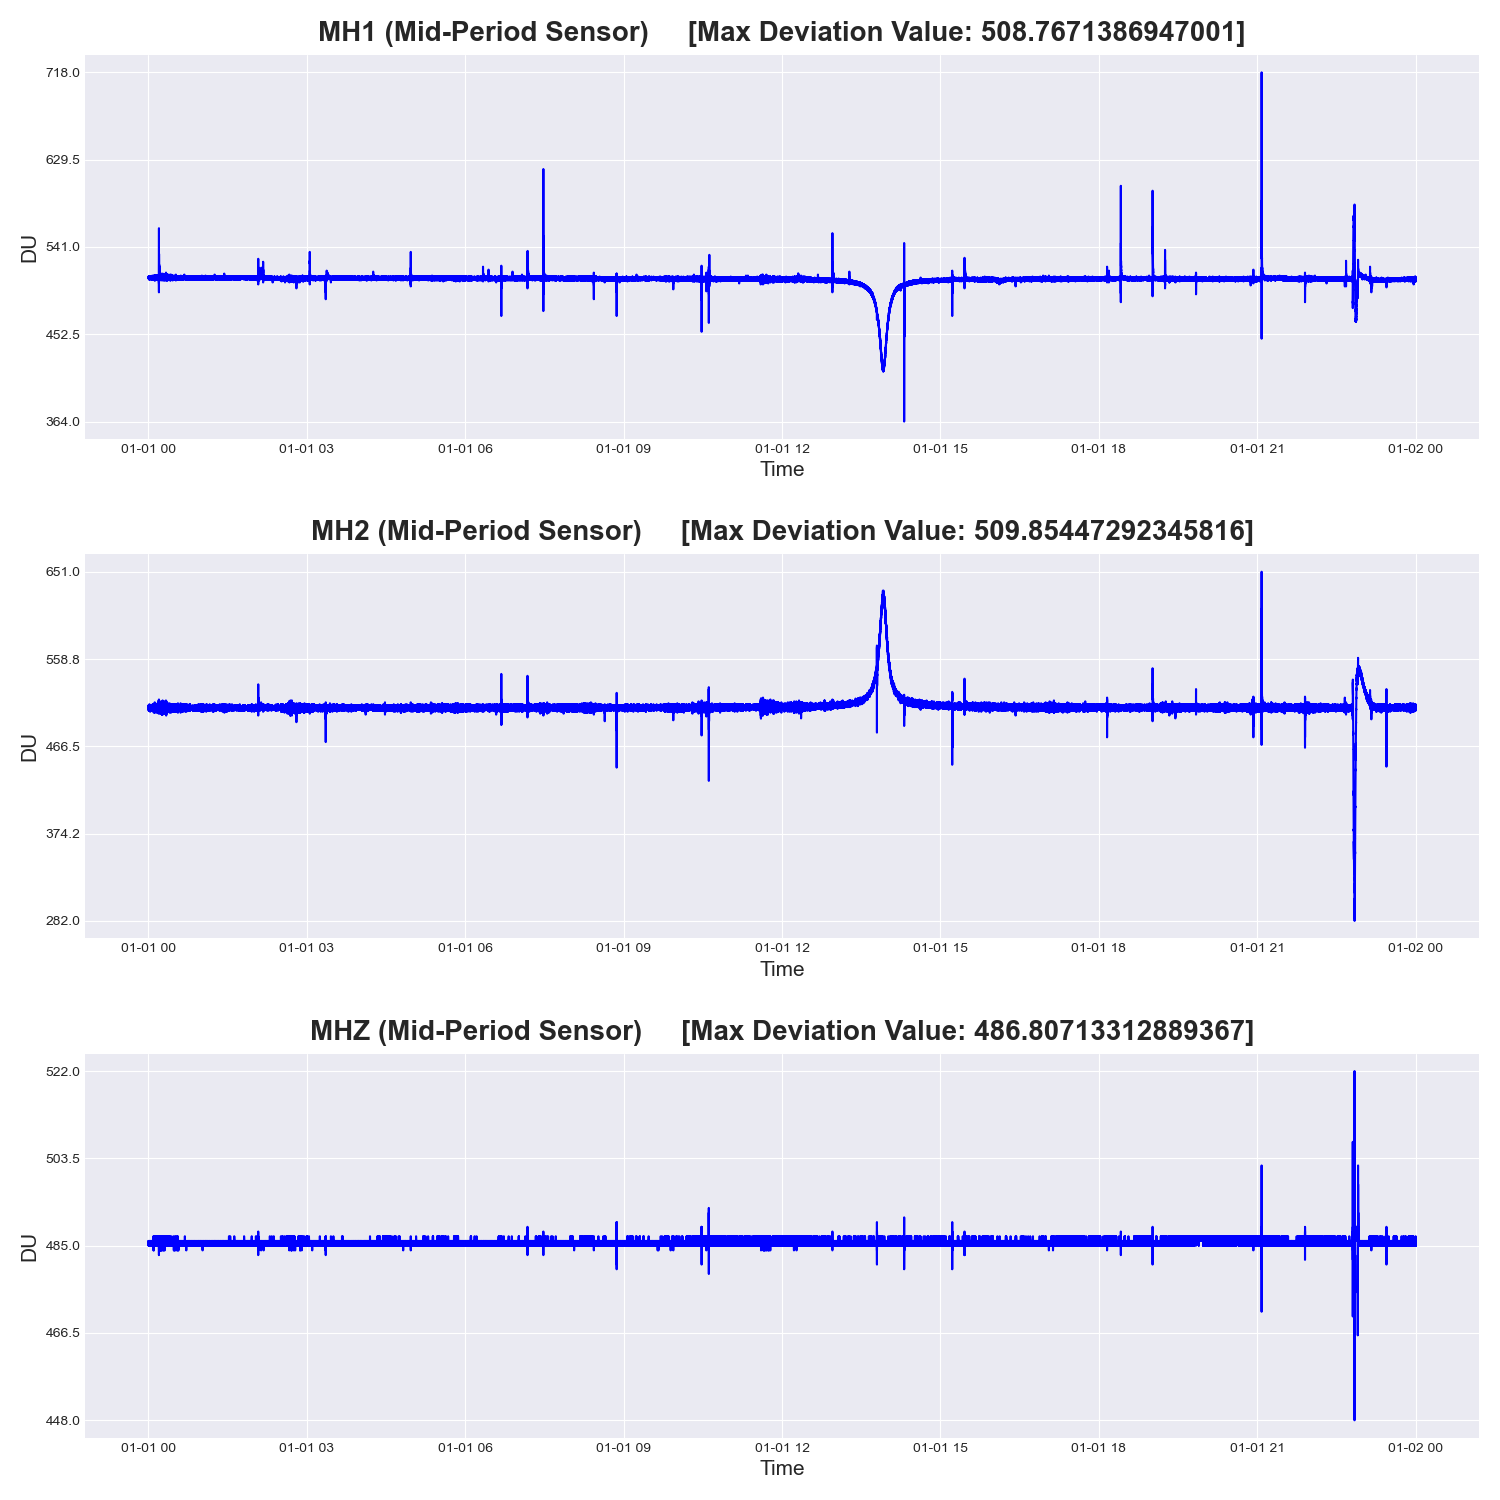 MH1 (Mid-Period Sensor) [Max Deviation Value: 508.7671386947001]
718.0
629.5
541.0
452.5
364.0
DU
01-01 00 01-01 03 01-01 06 01-01 09 01-01 12 01-01 15 01-01 18 01-01 21 01-02 00
Time
MH2 (Mid-Period Sensor) [Max Deviation Value: 509.85447292345816]
651.0
558.8
466.5
374.2
282.0
DU
01-01 00 01-01 03 01-01 06 01-01 09 01-01 12 01-01 15 01-01 18 01-01 21 01-02 00
Time
MHZ (Mid-Period Sensor) [Max Deviation Value: 486.80713312889367]
522.0
503.5
485.0
466.5
448.0
DU
01-01 00 01-01 03 01-01 06 01-01 09 01-01 12 01-01 15 01-01 18 01-01 21 01-02 00
Time